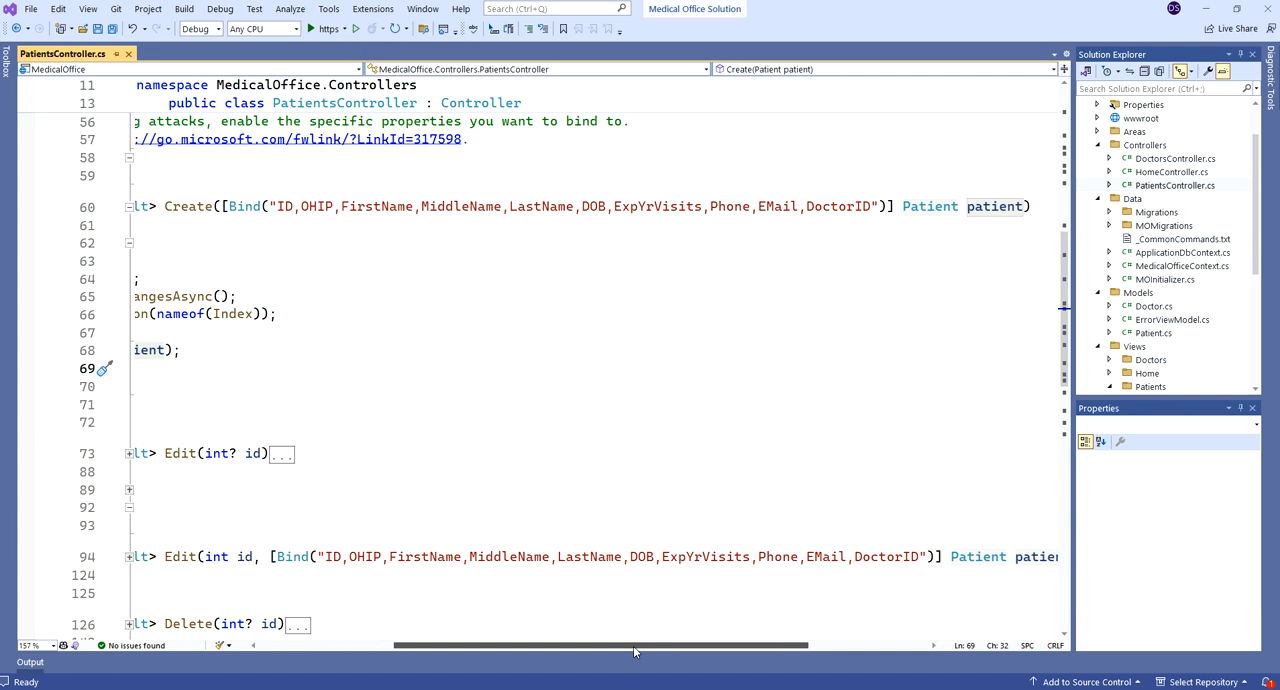 File Edit View Git Project Build Debug Test Analyze Tools Extensions Window Help Search (Ctrl+Q) Medical Office Solution DS
Debug Any CPU https Live Share
Toolbox
PatientsController.cs
MedicalOffice MedicalOffice.Controllers.PatientsController Create(Patient patient)
11 namespace MedicalOffice.Controllers
13 public class PatientsController : Controller
56 g attacks, enable the specific properties you want to bind to.
57 ://go.microsoft.com/fwlink/?LinkId=317598.
58
59
60 lt> Create([Bind("ID,OHIP,FirstName,MiddleName,LastName,DOB,ExpYrVisits,Phone,EMail,DoctorID")] Patient patient)
61
62
63
64 ;
65 angesAsync();
66 on(nameof(Index));
67
68 ient);
69
70
71
72
73 lt> Edit(int? id)...
88
89
92
93
94 lt> Edit(int id, [Bind("ID,OHIP,FirstName,MiddleName,LastName,DOB,ExpYrVisits,Phone,EMail,DoctorID")] Patient patien
124
125
126 lt> Delete(int? id)...
157 % No issues found Ln: 69 Ch: 32 SPC CRLF
Output
Ready Add to Source Control Select Repository 1
Solution Explorer
Search Solution Explorer (Ctrl+;)
Properties
wwwroot
Areas
Controllers
C# DoctorsController.cs
C# HomeController.cs
C# PatientsController.cs
Data
Migrations
MOMigrations
_CommonCommands.txt
C# ApplicationDbContext.cs
C# MedicalOfficeContext.cs
C# MOInitializer.cs
Models
C# Doctor.cs
C# ErrorViewModel.cs
C# Patient.cs
Views
Doctors
Home
Patients
Properties
Diagnostic Tools